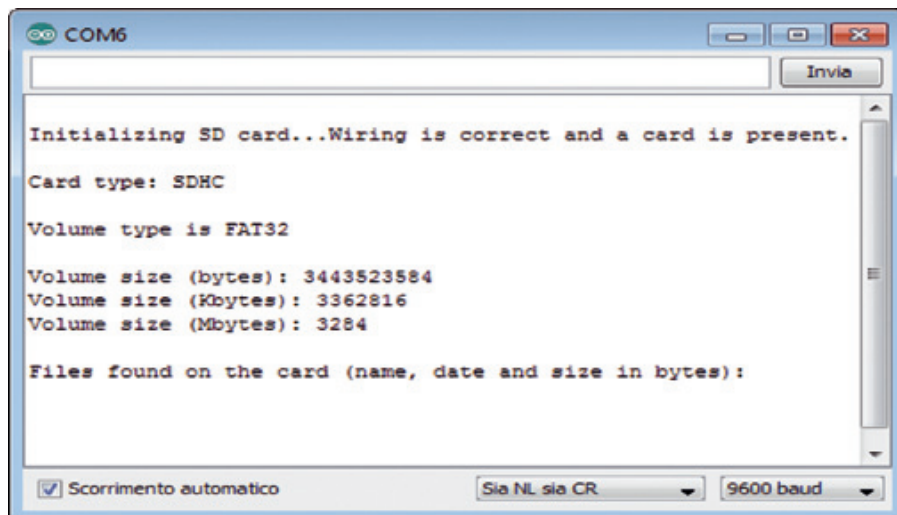 COM6
Invia
Initializing SD card...Wiring is correct and a card is present.
Card type: SDHC
Volume type is FAT32
Volume size (bytes): 3443523584
Volume size (Kbytes): 3362816
Volume size (Mbytes): 3284
Files found on the card (name, date and size in bytes):
Scorrimento automatico
Sia NL sia CR
9600 baud